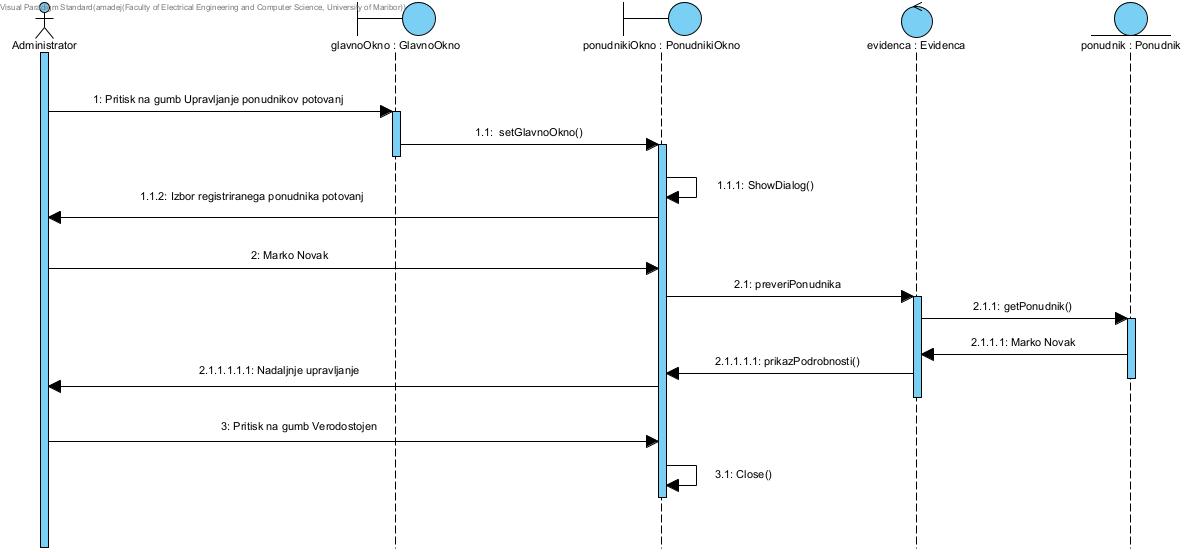 Visual Paradigm Standard(amadej(Faculty of Electrical Engineering and Computer Science, University of Maribor))
Administrator
glavnoOkno : GlavnoOkno
ponudnikiOkno : PonudnikiOkno
evidenca : Evidenca
ponudnik : Ponudnik
1: Pritisk na gumb Upravljanje ponudnikov potovanj
1.1: setGlavnoOkno()
1.1.1: ShowDialog()
1.1.2: Izbor registriranega ponudnika potovanj
2: Marko Novak
2.1: preveriPonudnika
2.1.1: getPonudnik()
2.1.1.1: Marko Novak
2.1.1.1.1: prikazPodrobnosti()
2.1.1.1.1.1: Nadaljnje upravljanje
3: Pritisk na gumb Verodostojen
3.1: Close()